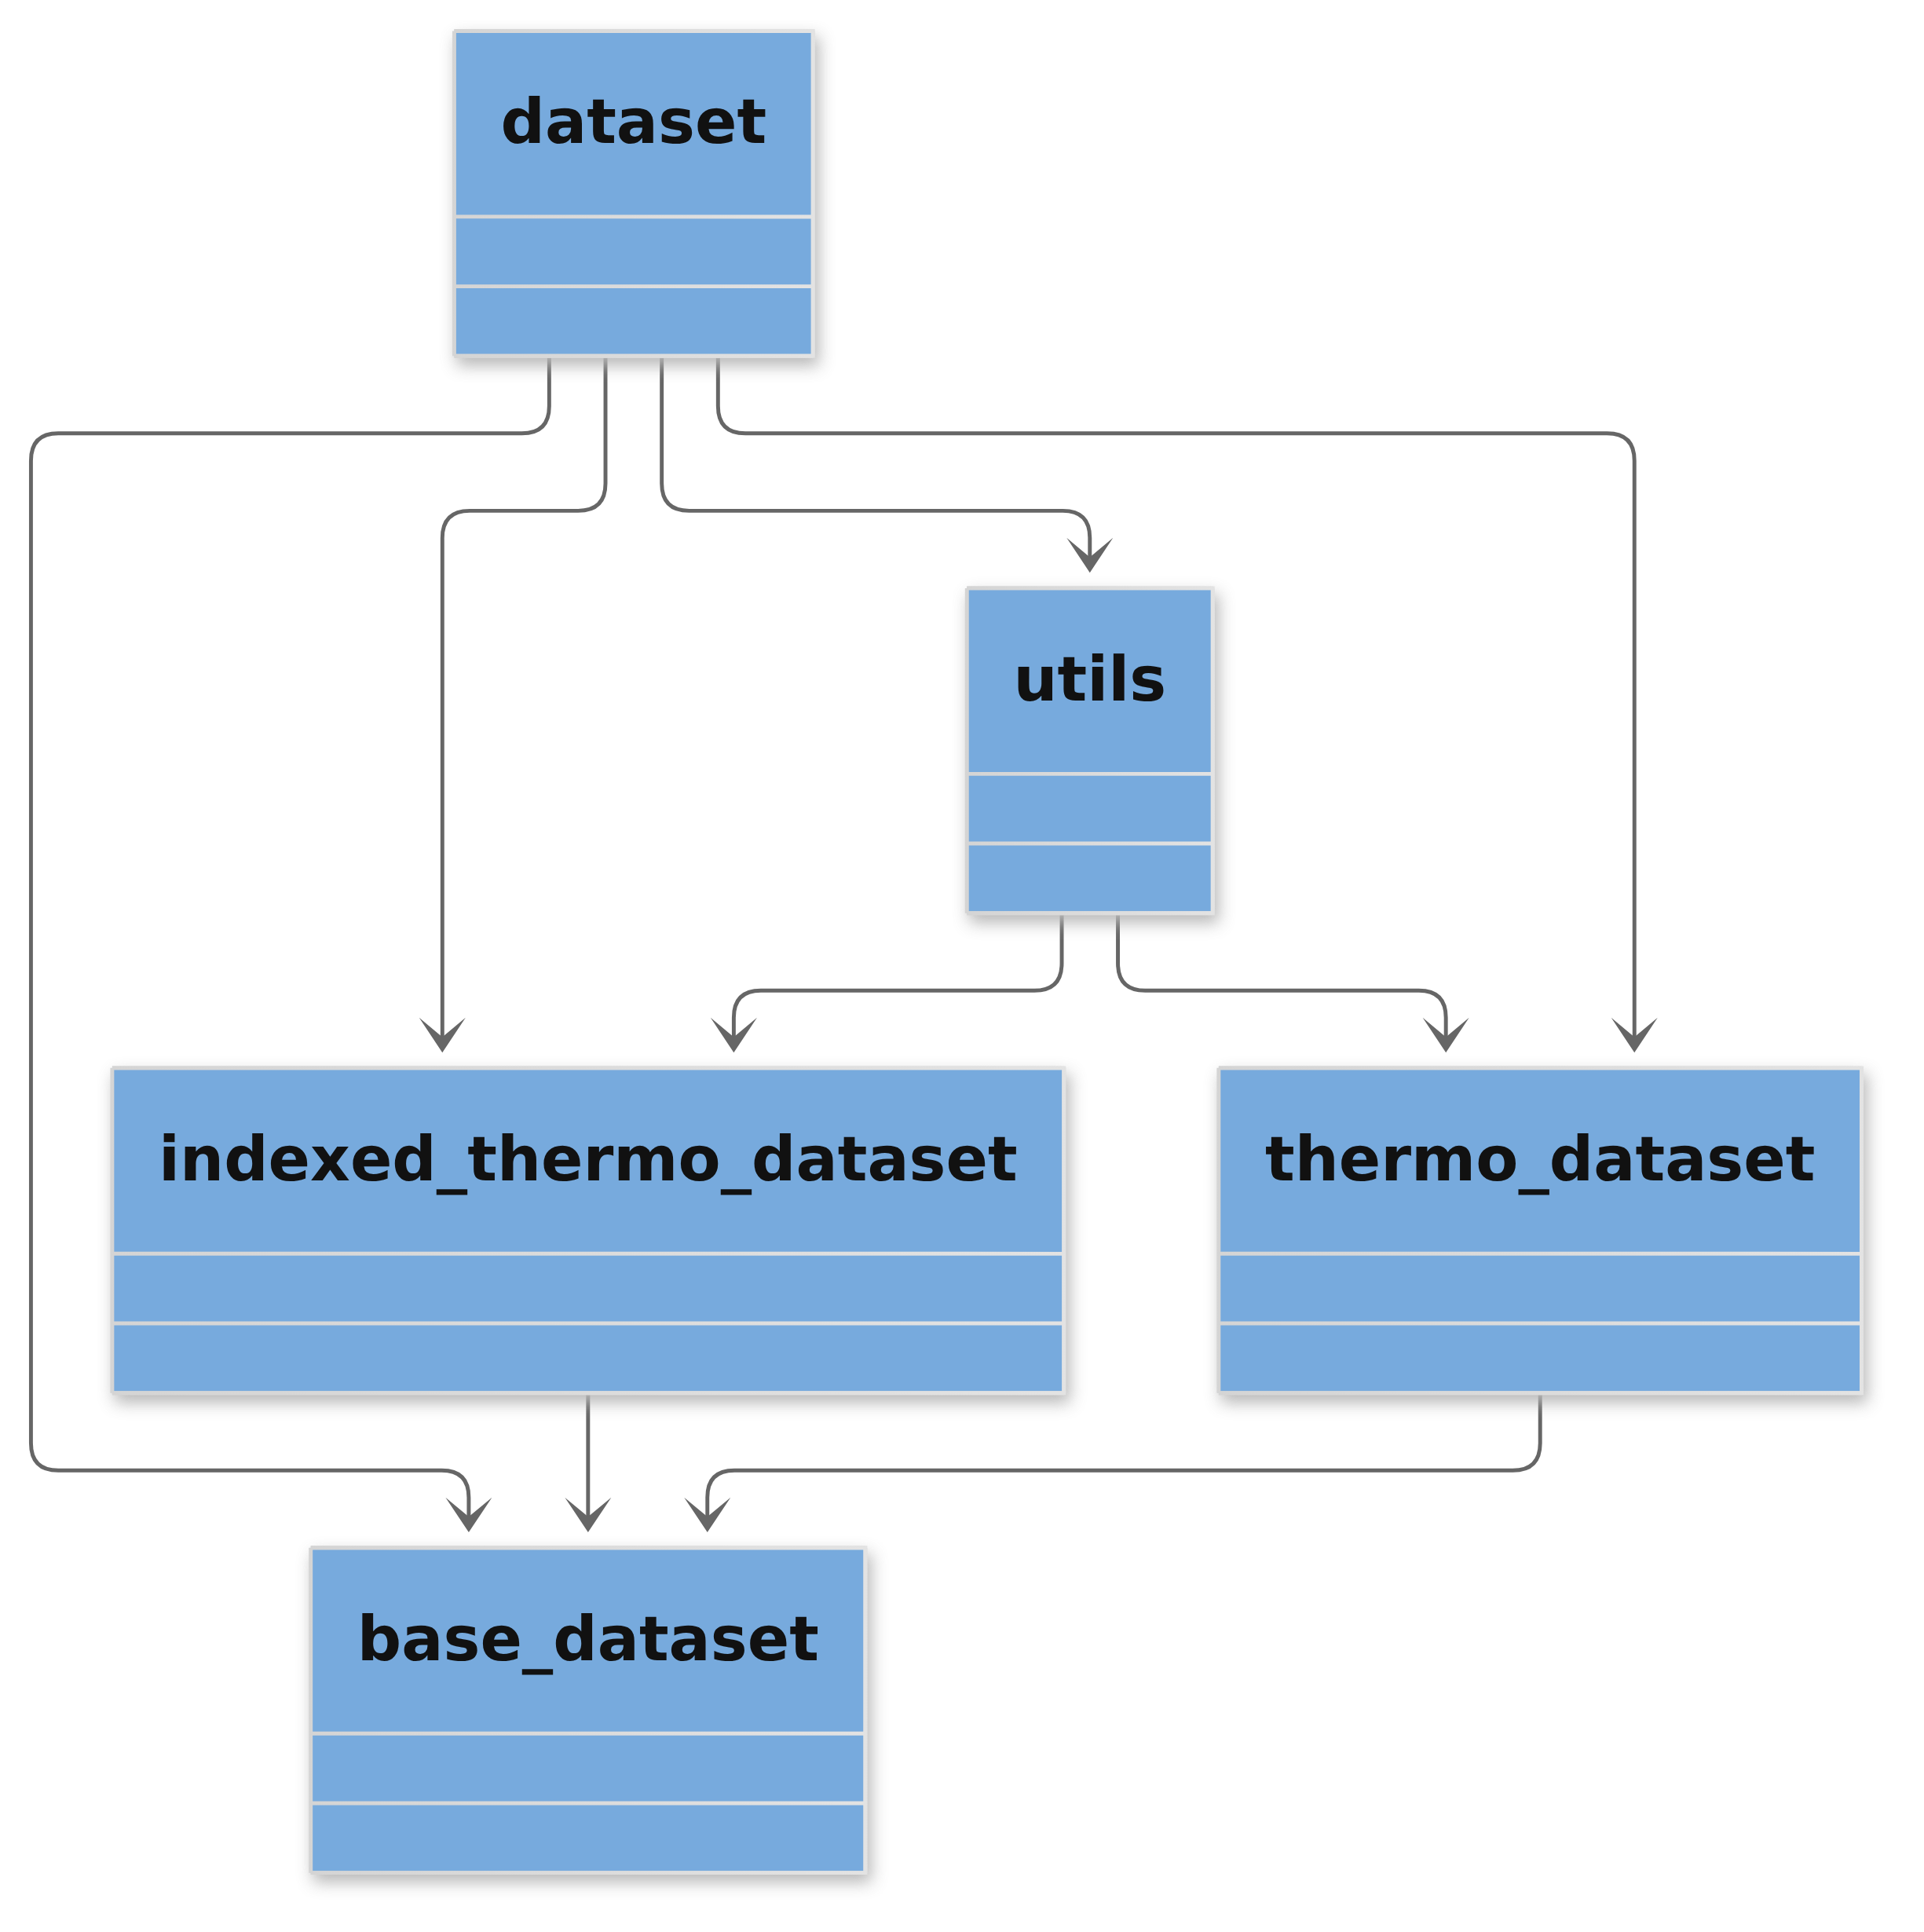 dataset
utils
indexed_thermo_dataset
thermo_dataset
base_dataset